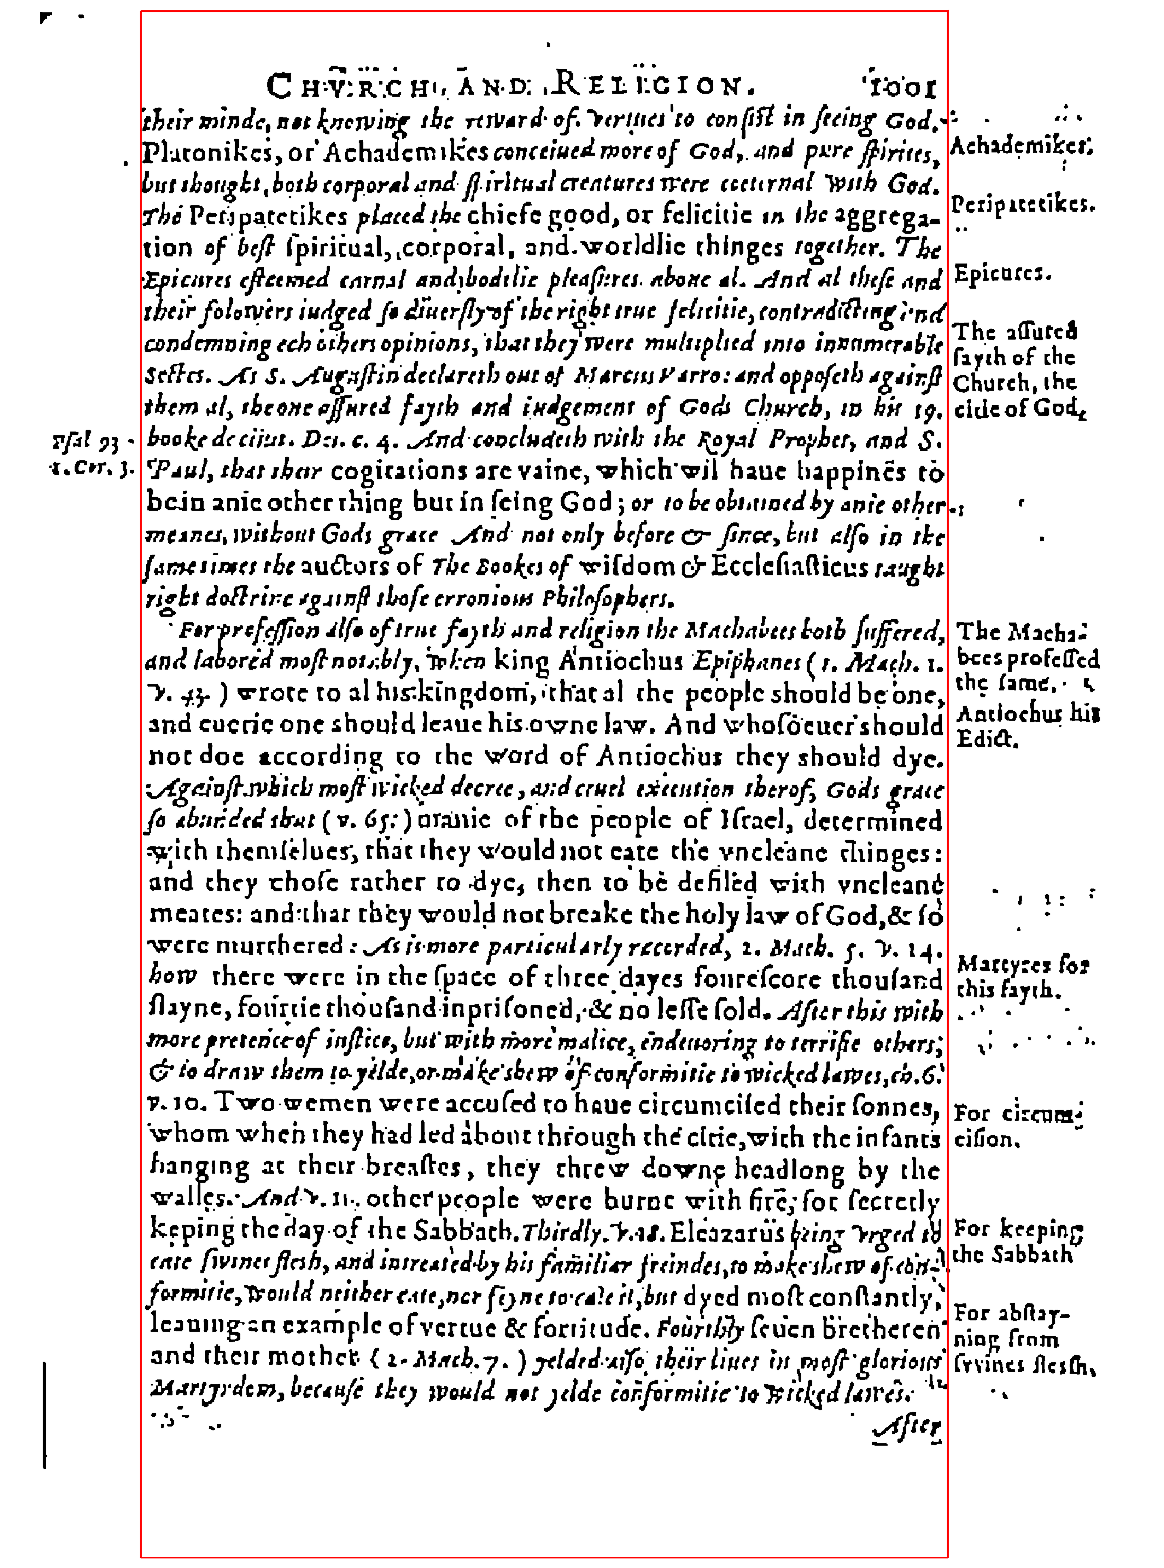 CHVRCH AND RELIGION. 1001
their minde, not knowing the reward of vertues to consist in seeing God.
Platonikes, or Achademikes conceiued more of God, and pure spirites,
but thought, both corporal and spiritual creatures were coeternal with God.
The Peripatetikes placed the chiefe good, or felicitie in the aggrega-
tion of best spiritual, corporal, and worldlie thinges together. The
Epicures esteemed carnal and bodilie pleasures aboue al. And al these and
their folowers iudged so diuersly of the right true felicitie, contradicting and
condemning ech others opinions, that they were multiplied into innumerable
Sectes. As S. Augustin declareth out of Marcus Varro: and opposeth against
them al, the one assured fayth and iudgement of Gods Church, in his 19.
booke de ciuit. Dei. c. 4. And concludeth with the Royal Prophet, and S.
Paul, that their cogitations are vaine, which wil haue happines to
be in anie other thing but in seing God; or to be obtained by anie other
meanes, without Gods grace And not only before & since, but also in the
same times the auctors of The Bookes of wisdom & Ecclesiasticus taught
right doctrine against those erronious Philosophers.
For profession also of true fayth and religion the Machabees both suffered,
and labored most notably, when king Antiochus Epiphanes (1. Mach. 1.
v. 43. ) wrote to al his kingdom, that al the people should be one,
and euerie one should leaue his owne law. And whosoeuer should
not doe according to the word of Antiochus they should dye.
Against which most wicked decree, and cruel execution therof, Gods grace
so abunded that (v. 65.) manie of the people of Israel, determined
with themselues, that they would not eate the vncleane thinges:
and they chose rather to dye, then to be defiled with vncleane
meates: and that they would not breake the holy law of God, & so
were murthered: As is more particularly recorded, 2. Mach. 5. v. 14.
how there were in the space of three dayes fourescore thousand
slayne, fourtie thousand inprisoned, & no lesse sold. After this with
more pretence of iustice, but with more malice, endeuoring to terrifie others;
& to draw them to yelde, or make shew of conformitie to wicked lawes, ch. 6.
v. 10. Two wemen were accused to haue circumcised their sonnes,
whom when they had led about through the citie, with the infants
hanging at their breastes, they threw downe headlong by the
walles. And v. 11. other people were burnt with fire, for secretly
keping the day of the Sabbath. Thirdly. v. 18. Eleazarus being vrged to
eate swines flesh, and intreated by his familiar freindes, to make shew of con-
formitie, would neither eate, nor feyne to eate it, but dyed most constantly,
leauing an example of vertue & fortitude. Fourthly seuen bretheren
and their mother (2. Mach. 7. ) yelded also their liues in most glorious
Martyrdom, because they would not yelde conformitie to wicked lawes.
After
Psal 93
1. Cor. 3.
Achademikes.
Peripatetikes.
Epicures.
The assured
fayth of the
Church, the
citie of God,
The Macha-
bees professed
the same.
Antiochus his
Edict.
Martyres for
this fayth.
For circum-
cision.
For keeping
the Sabbath
For abstay-
ning from
swines flesh,